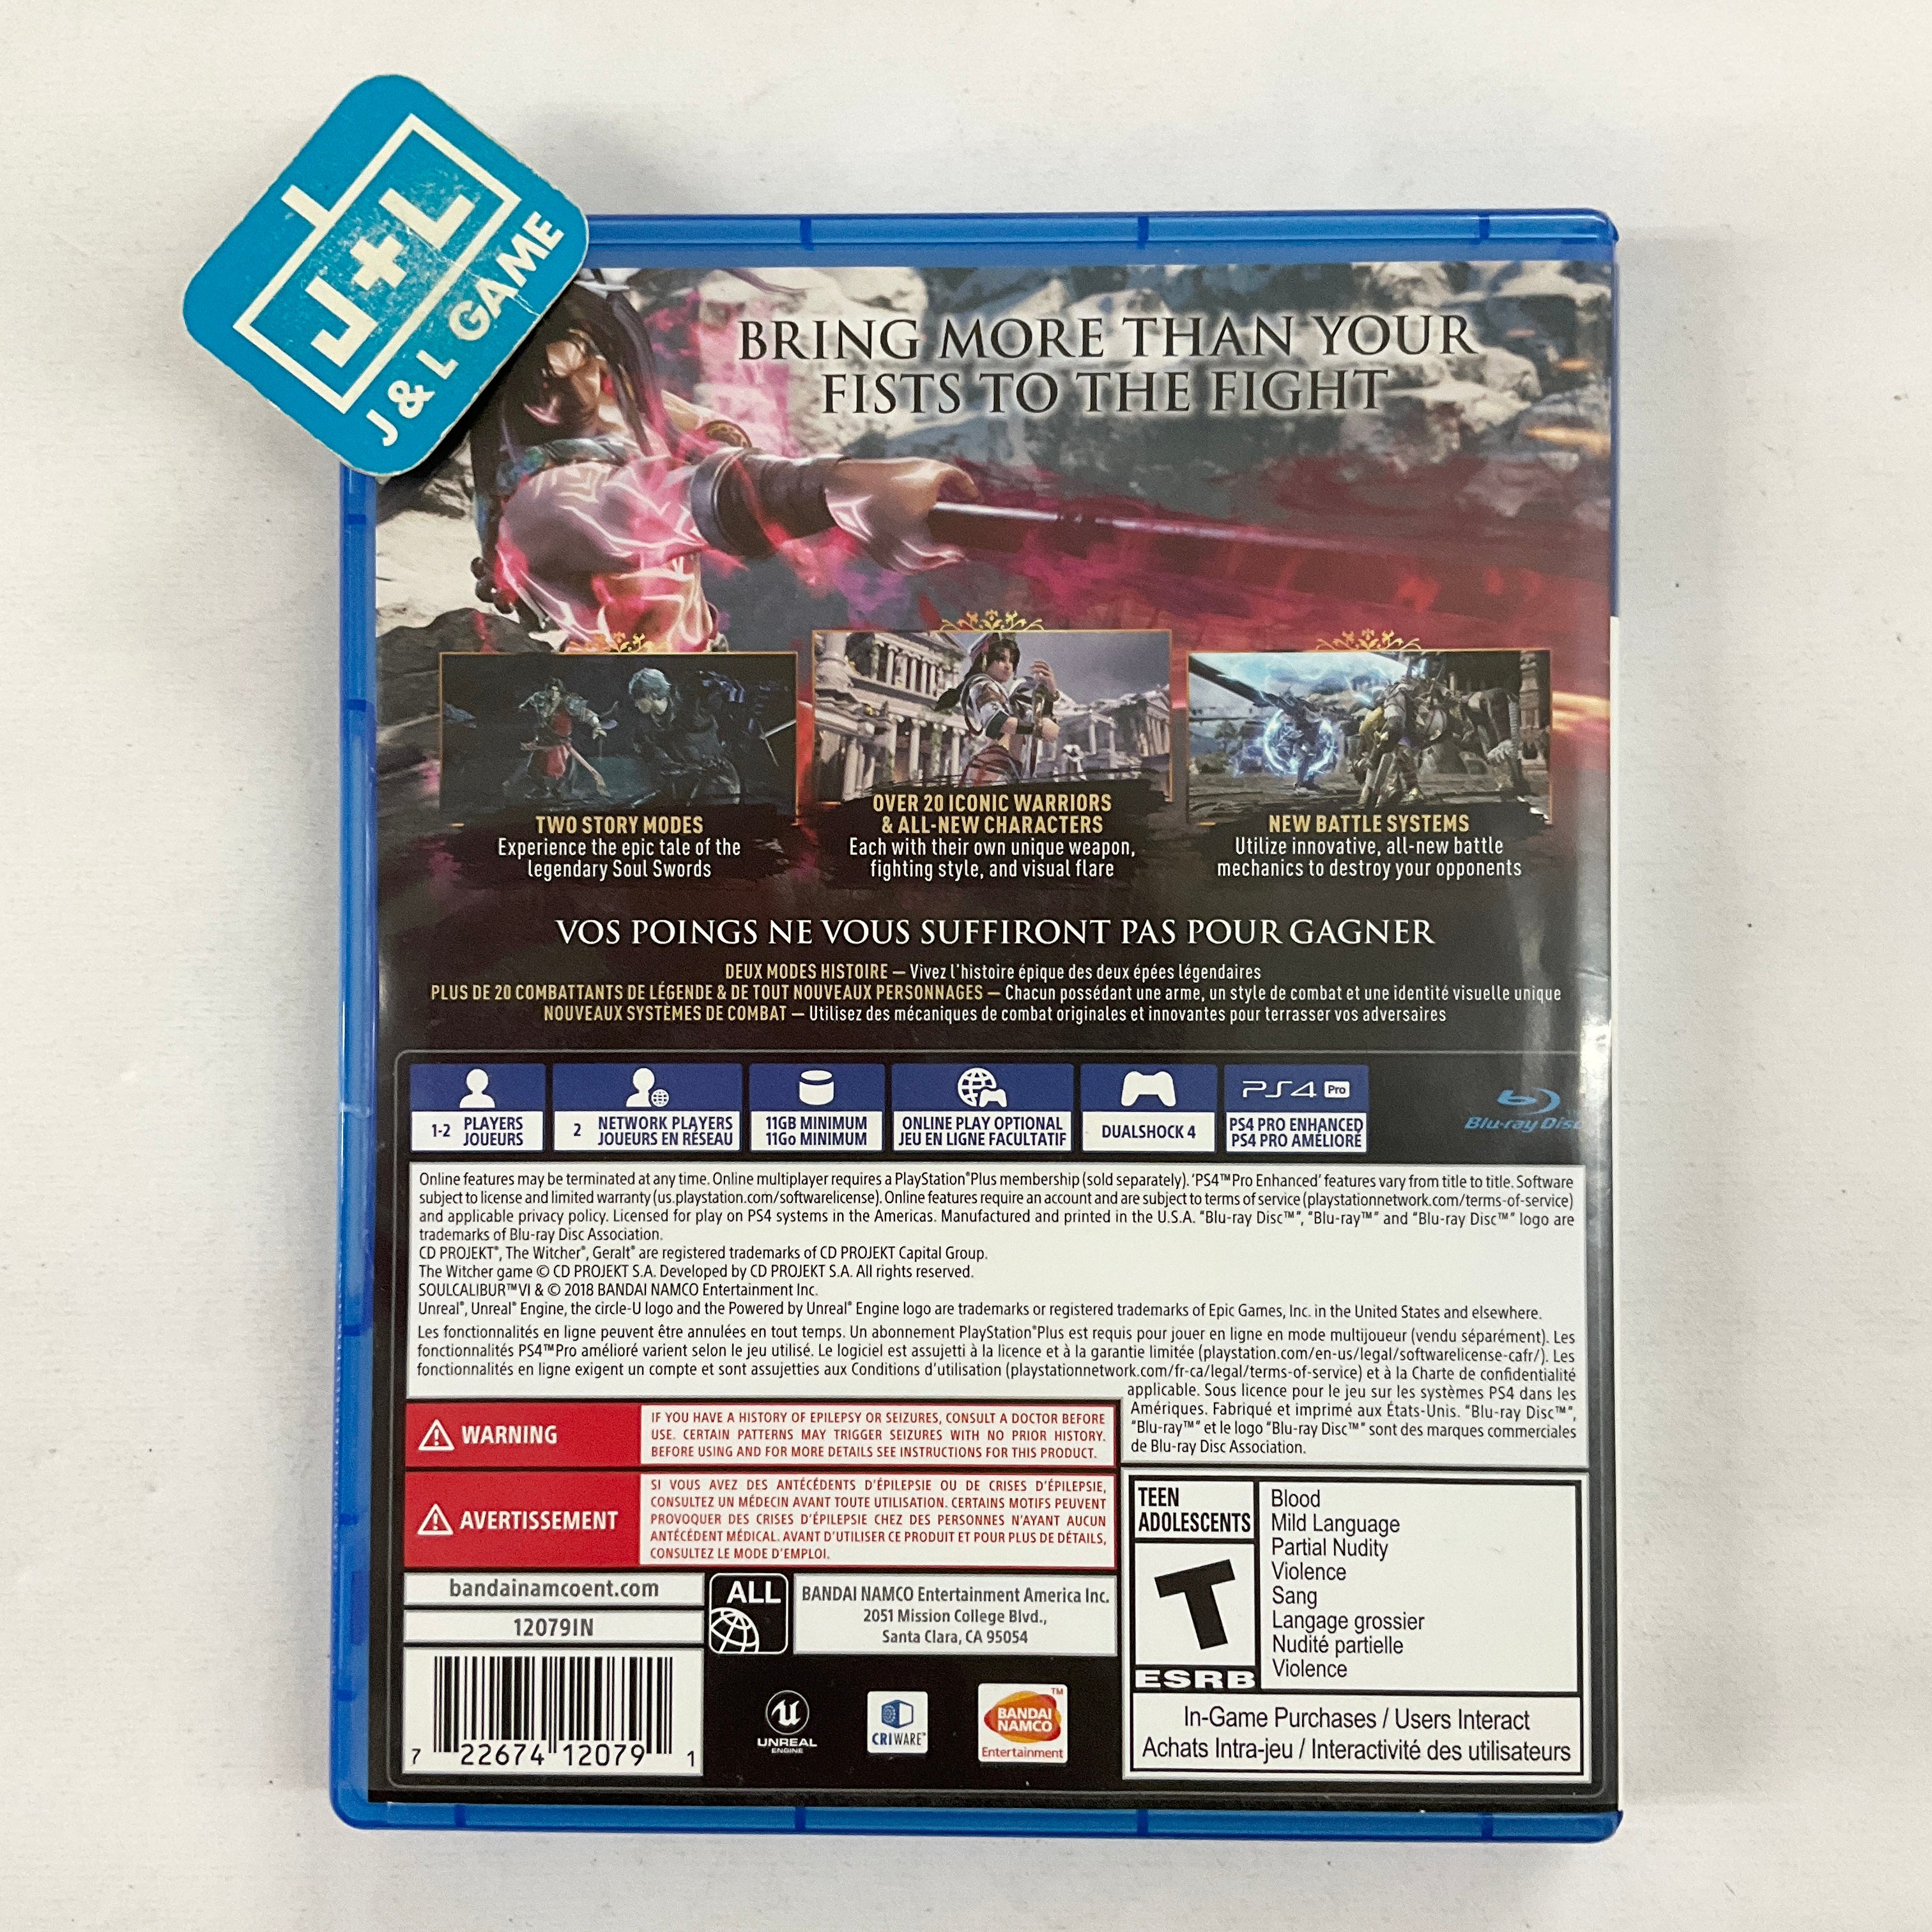 J+L
J & L GAME
BRING MORE THAN YOUR
FISTS TO THE FIGHT
TWO STORY MODES
Experience the epic tale of the
legendary Soul Swords
OVER 20 ICONIC WARRIORS
& ALL-NEW CHARACTERS
Each with their own unique weapon,
fighting style, and visual flare
NEW BATTLE SYSTEMS
Utilize innovative, all-new battle
mechanics to destroy your opponents
VOS POINGS NE VOUS SUFFIRONT PAS POUR GAGNER
DEUX MODES HISTOIRE — Vivez l'histoire épique des deux épées légendaires
PLUS DE 20 COMBATTANTS DE LÉGENDE & DE TOUT NOUVEAUX PERSONNAGES — Chacun possédant une arme, un style de combat et une identité visuelle unique
NOUVEAUX SYSTÈMES DE COMBAT — Utilisez des mécaniques de combat originales et innovantes pour terrasser vos adversaires
1-2 PLAYERS
JOUEURS
2 NETWORK PLAYERS
JOUEURS EN RÉSEAU
11GB MINIMUM
11Go MINIMUM
ONLINE PLAY OPTIONAL
JEU EN LIGNE FACULTATIF
DUALSHOCK 4
PS4 Pro
PS4 PRO ENHANCED
PS4 PRO AMÉLIORÉ
Blu-ray Disc
Online features may be terminated at any time. Online multiplayer requires a PlayStation®Plus membership (sold separately). 'PS4™Pro Enhanced' features vary from title to title. Software
subject to license and limited warranty (us.playstation.com/softwarelicense). Online features require an account and are subject to terms of service (playstationnetwork.com/terms-of-service)
and applicable privacy policy. Licensed for play on PS4 systems in the Americas. Manufactured and printed in the U.S.A. "Blu-ray Disc™", "Blu-ray™" and "Blu-ray Disc™" logo are
trademarks of Blu-ray Disc Association.
CD PROJEKT®, The Witcher®, Geralt® are registered trademarks of CD PROJEKT Capital Group.
The Witcher game © CD PROJEKT S.A. Developed by CD PROJEKT S.A. All rights reserved.
SOULCALIBUR™VI & © 2018 BANDAI NAMCO Entertainment Inc.
Unreal®, Unreal® Engine, the circle-U logo and the Powered by Unreal® Engine logo are trademarks or registered trademarks of Epic Games, Inc. in the United States and elsewhere.
Les fonctionnalités en ligne peuvent être annulées en tout temps. Un abonnement PlayStation®Plus est requis pour jouer en ligne en mode multijoueur (vendu séparément). Les
fonctionnalités PS4™Pro amélioré varient selon le jeu utilisé. Le logiciel est assujetti à la licence et à la garantie limitée (playstation.com/en-us/legal/softwarelicense-cafr/). Les
fonctionnalités en ligne exigent un compte et sont assujetties aux Conditions d'utilisation (playstationnetwork.com/fr-ca/legal/terms-of-service) et à la Charte de confidentialité
applicable. Sous licence pour le jeu sur les systèmes PS4 dans les
Amériques. Fabriqué et imprimé aux États-Unis. "Blu-ray Disc™",
"Blu-ray™" et le logo "Blu-ray Disc™" sont des marques commerciales
de Blu-ray Disc Association.
WARNING
IF YOU HAVE A HISTORY OF EPILEPSY OR SEIZURES, CONSULT A DOCTOR BEFORE
USE. CERTAIN PATTERNS MAY TRIGGER SEIZURES WITH NO PRIOR HISTORY.
BEFORE USING AND FOR MORE DETAILS SEE INSTRUCTIONS FOR THIS PRODUCT.
AVERTISSEMENT
SI VOUS AVEZ DES ANTÉCÉDENTS D'ÉPILEPSIE OU DE CRISES D'ÉPILEPSIE,
CONSULTEZ UN MÉDECIN AVANT TOUTE UTILISATION. CERTAINS MOTIFS PEUVENT
PROVOQUER DES CRISES D'ÉPILEPSIE CHEZ DES PERSONNES N'AYANT AUCUN
ANTÉCÉDENT MÉDICAL. AVANT D'UTILISER CE PRODUIT ET POUR PLUS DE DÉTAILS,
CONSULTEZ LE MODE D'EMPLOI.
bandainamcoent.com
12079IN
ALL
BANDAI NAMCO Entertainment America Inc.
2051 Mission College Blvd.,
Santa Clara, CA 95054
7 22674 12079 1
UNREAL
ENGINE
CRIWARE™
BANDAI
NAMCO ™
Entertainment
TEEN
ADOLESCENTS
T
ESRB
Blood
Mild Language
Partial Nudity
Violence
Sang
Langage grossier
Nudité partielle
Violence
In-Game Purchases / Users Interact
Achats Intra-jeu / Interactivité des utilisateurs